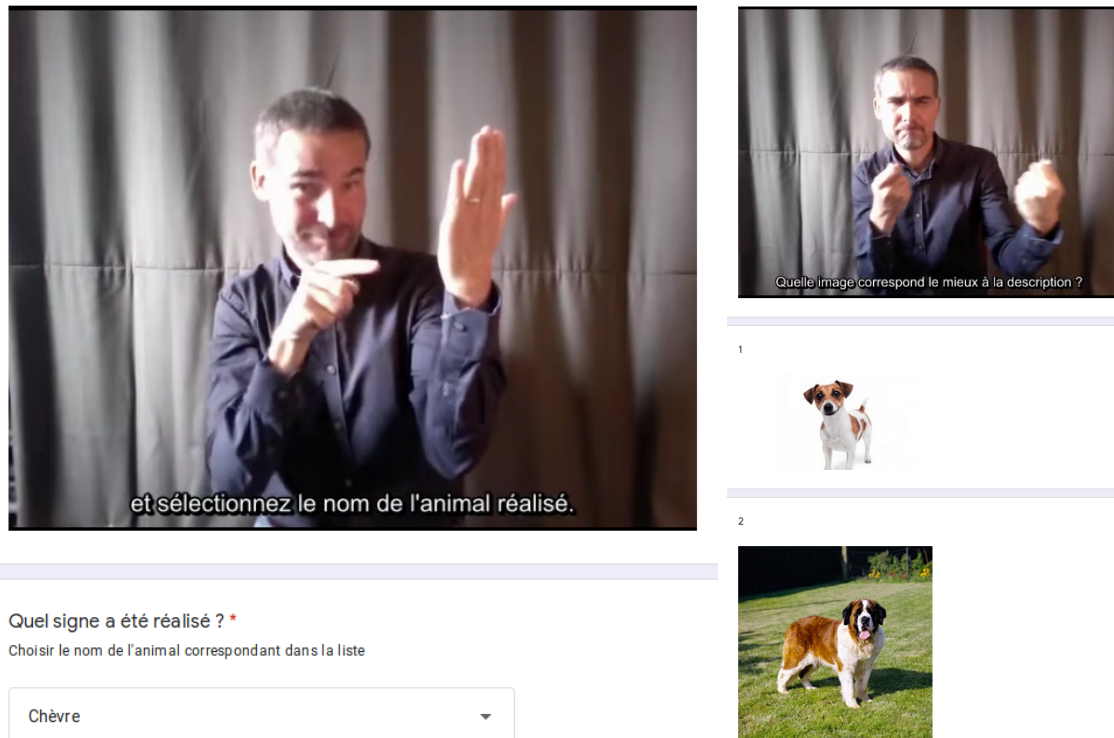 et sélectionnez le nom de l'animal réalisé.
Quel signe a été réalisé ? *
Choisir le nom de l'animal correspondant dans la liste
Chèvre
Quelle image correspond le mieux à la description ?
1
2